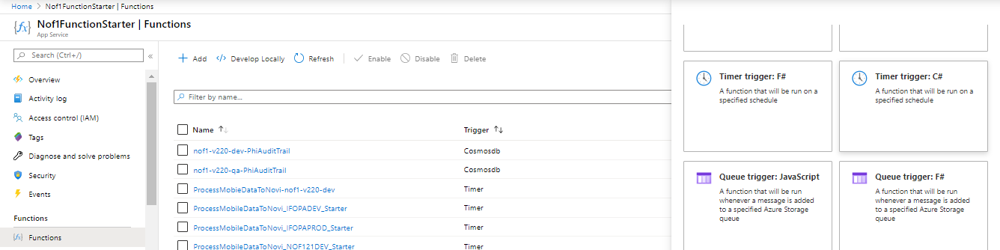 Home > Nof1FunctionStarter | Functions
Nof1FunctionStarter | Functions
App Service
Search (Ctrl+/)
«
Overview
Activity log
Access control (IAM)
Tags
Diagnose and solve problems
Security
Events
Functions
Functions
Add
Develop Locally
Refresh
Enable
Disable
Delete
Filter by name...
Name
Trigger
nof1-v220-dev-PhiAuditTrail
Cosmosdb
nof1-v220-qa-PhiAuditTrail
Cosmosdb
ProcessMobieDataToNovi-nof1-v220-dev
Timer
ProcessMobileDataToNovi_IFOPADEV_Starter
Timer
ProcessMobileDataToNovi_IFOPAPROD_Starter
Timer
ProcessMobileDataToNovi_NOF121DEV_Starter
Timer
Timer trigger: F#
A function that will be run on a
specified schedule
Timer trigger: C#
A function that will be run on a
specified schedule
Queue trigger: JavaScript
A function that will be run
whenever a message is added
to a specified Azure Storage
queue
Queue trigger: F#
A function that will be run
whenever a message is added
to a specified Azure Storage
queue